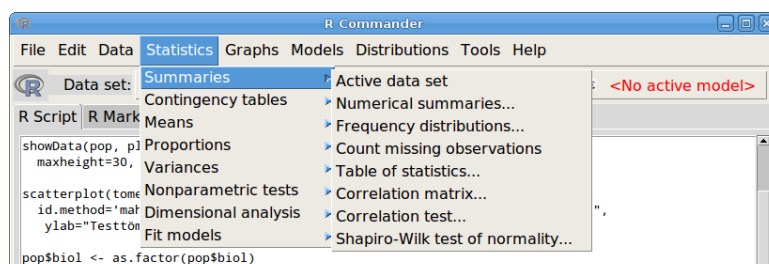 R Commander
File Edit Data Statistics Graphs Models Distributions Tools Help
Data set: <No active model>
R Script R Mark
Summaries
Contingency tables
Means
Proportions
Variances
Nonparametric tests
Dimensional analysis
Fit models
Active data set
Numerical summaries...
Frequency distributions...
Count missing observations
Table of statistics...
Correlation matrix...
Correlation test...
Shapiro-Wilk test of normality...
showData(pop, pl
maxheight=30,
scatterplot(tome
id.method='mah ",
ylab="Testtöm
pop$biol <- as.factor(pop$biol)